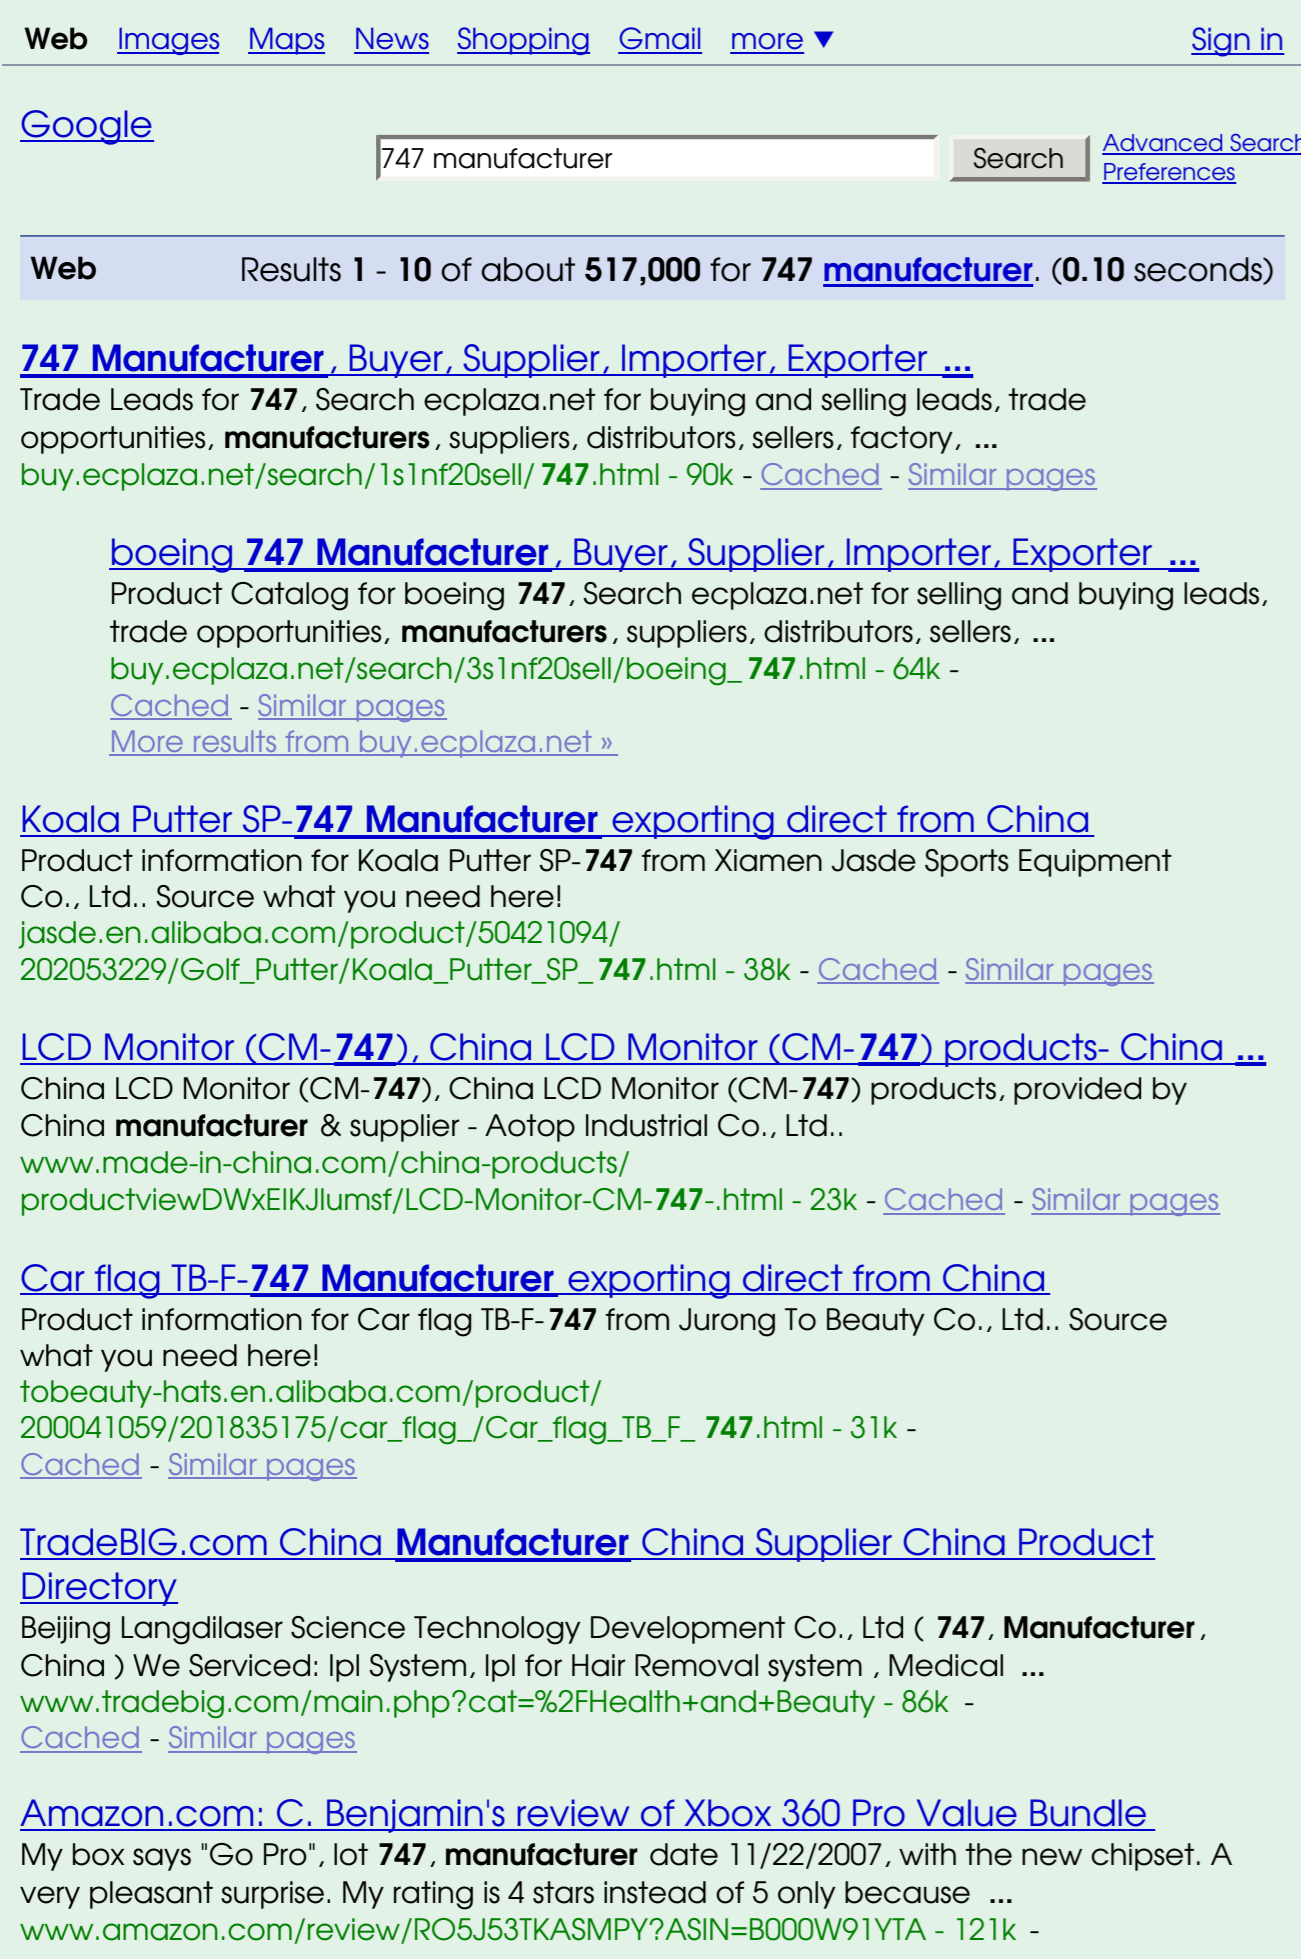 Web Images Maps News Shopping Gmail more ▼ Sign in
Google
747 manufacturer Search Advanced Search
Preferences
Web Results 1 - 10 of about 517,000 for 747 manufacturer. (0.10 seconds)
747 Manufacturer, Buyer, Supplier, Importer, Exporter ...
Trade Leads for 747, Search ecplaza.net for buying and selling leads, trade
opportunities, manufacturers, suppliers, distributors, sellers, factory, ...
buy.ecplaza.net/search/1s1nf20sell/747.html - 90k - Cached - Similar pages
boeing 747 Manufacturer, Buyer, Supplier, Importer, Exporter ...
Product Catalog for boeing 747, Search ecplaza.net for selling and buying leads,
trade opportunities, manufacturers, suppliers, distributors, sellers, ...
buy.ecplaza.net/search/3s1nf20sell/boeing_747.html - 64k -
Cached - Similar pages
More results from buy.ecplaza.net »
Koala Putter SP-747 Manufacturer exporting direct from China
Product information for Koala Putter SP-747 from Xiamen Jasde Sports Equipment
Co., Ltd.. Source what you need here!
jasde.en.alibaba.com/product/50421094/
202053229/Golf_Putter/Koala_Putter_SP_747.html - 38k - Cached - Similar pages
LCD Monitor (CM-747), China LCD Monitor (CM-747) products- China ...
China LCD Monitor (CM-747), China LCD Monitor (CM-747) products, provided by
China manufacturer & supplier - Aotop Industrial Co., Ltd..
www.made-in-china.com/china-products/
productviewDWxElKJlumsf/LCD-Monitor-CM-747-.html - 23k - Cached - Similar pages
Car flag TB-F-747 Manufacturer exporting direct from China
Product information for Car flag TB-F-747 from Jurong To Beauty Co., Ltd.. Source
what you need here!
tobeauty-hats.en.alibaba.com/product/
200041059/201835175/car_flag_/Car_flag_TB_F_747.html - 31k -
Cached - Similar pages
TradeBIG.com China Manufacturer China Supplier China Product
Directory
Beijing Langdilaser Science Technology Development Co., Ltd ( 747, Manufacturer,
China ) We Serviced: Ipl System, Ipl for Hair Removal system , Medical ...
www.tradebig.com/main.php?cat=%2FHealth+and+Beauty - 86k -
Cached - Similar pages
Amazon.com: C. Benjamin's review of Xbox 360 Pro Value Bundle
My box says "Go Pro", lot 747, manufacturer date 11/22/2007, with the new chipset. A
very pleasant surprise. My rating is 4 stars instead of 5 only because ...
www.amazon.com/review/RO5J53TKASMPY?ASIN=B000W91YTA - 121k -